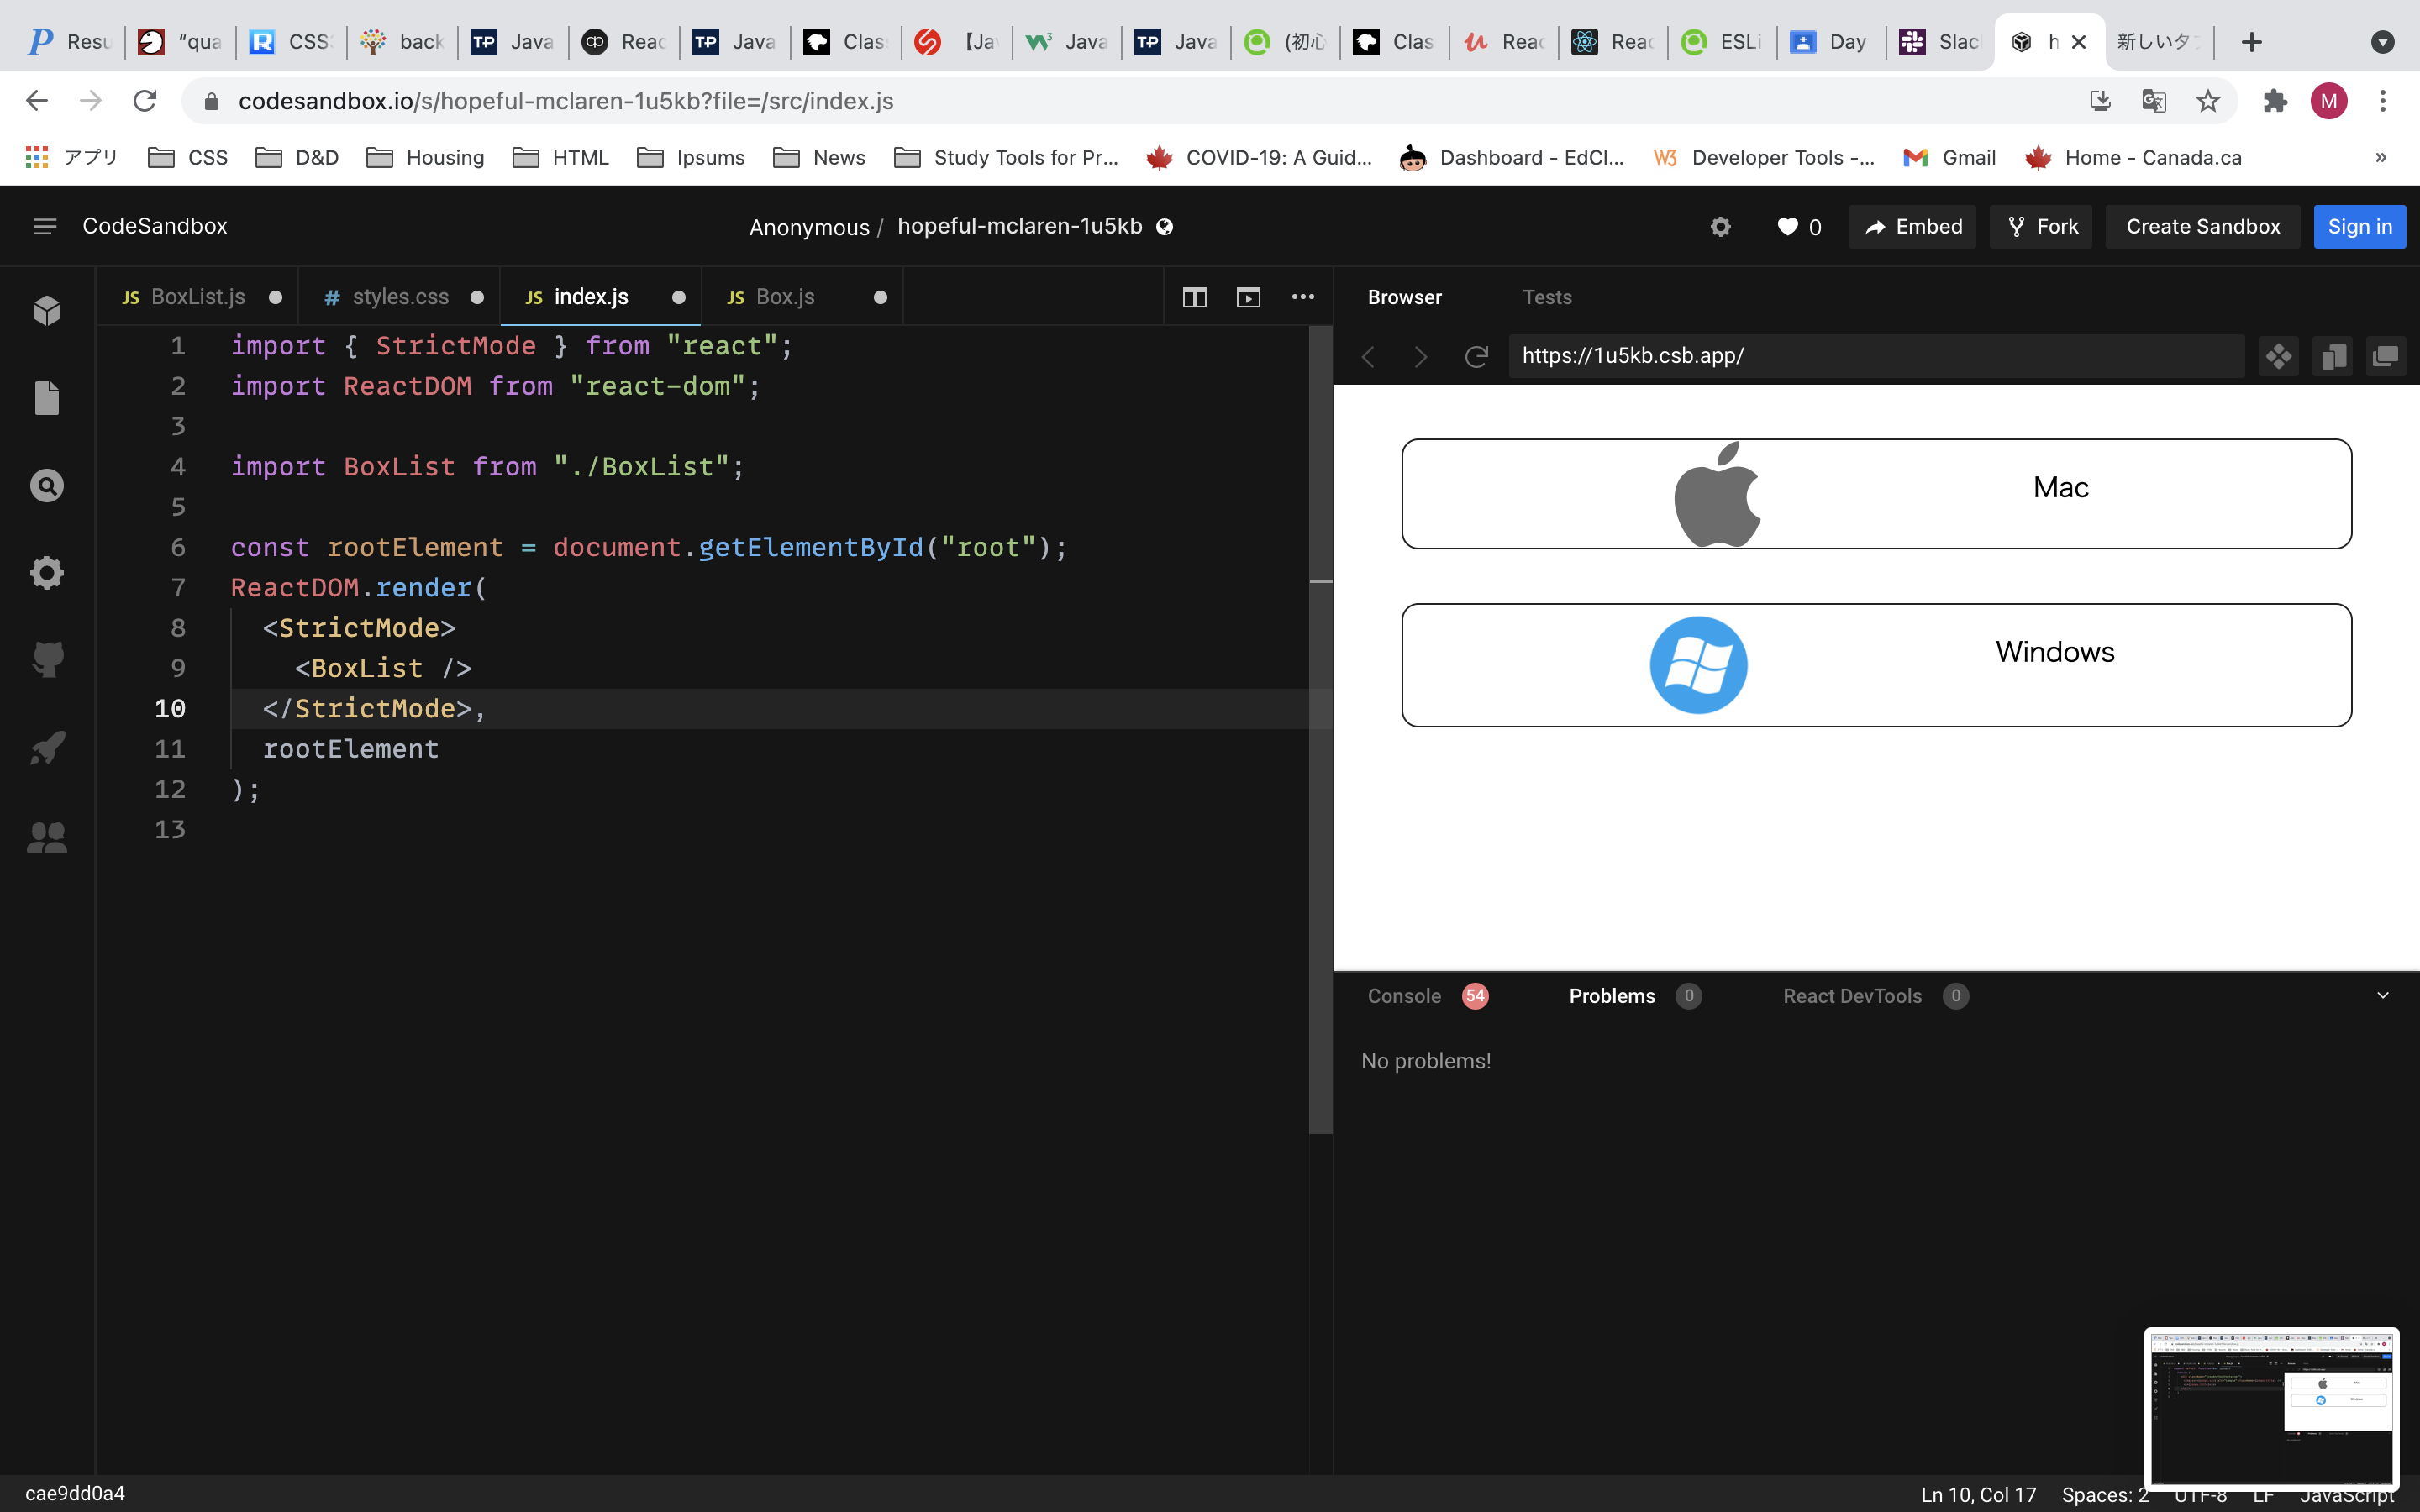 Resu
“qua
CSS
back
Java
Reac
Java
Clas
【Ja
Java
Java
(初心
Clas
Reac
Reac
ESLi
Day
Slac
h
新しいタ
codesandbox.io/s/hopeful-mclaren-1u5kb?file=/src/index.js
M
アプリ
CSS
D&D
Housing
HTML
Ipsums
News
Study Tools for Pr...
COVID-19: A Guid...
Dashboard - EdCl...
Developer Tools -...
Gmail
Home - Canada.ca
»
CodeSandbox
Anonymous / hopeful-mclaren-1u5kb
0
Embed
Fork
Create Sandbox
Sign in
JS BoxList.js
# styles.css
JS index.js
JS Box.js
1 import { StrictMode } from "react";
2 import ReactDOM from "react-dom";
3
4 import BoxList from "./BoxList";
5
6 const rootElement = document.getElementById("root");
7 ReactDOM.render(
8 <StrictMode>
9 <BoxList />
10 </StrictMode>,
11 rootElement
12 );
13
Browser
Tests
https://1u5kb.csb.app/
Mac
Windows
Console 54
Problems 0
React DevTools 0
No problems!
cae9dd0a4
Ln 10, Col 17
Spaces: 2
UTF-8
LF
JavaScript